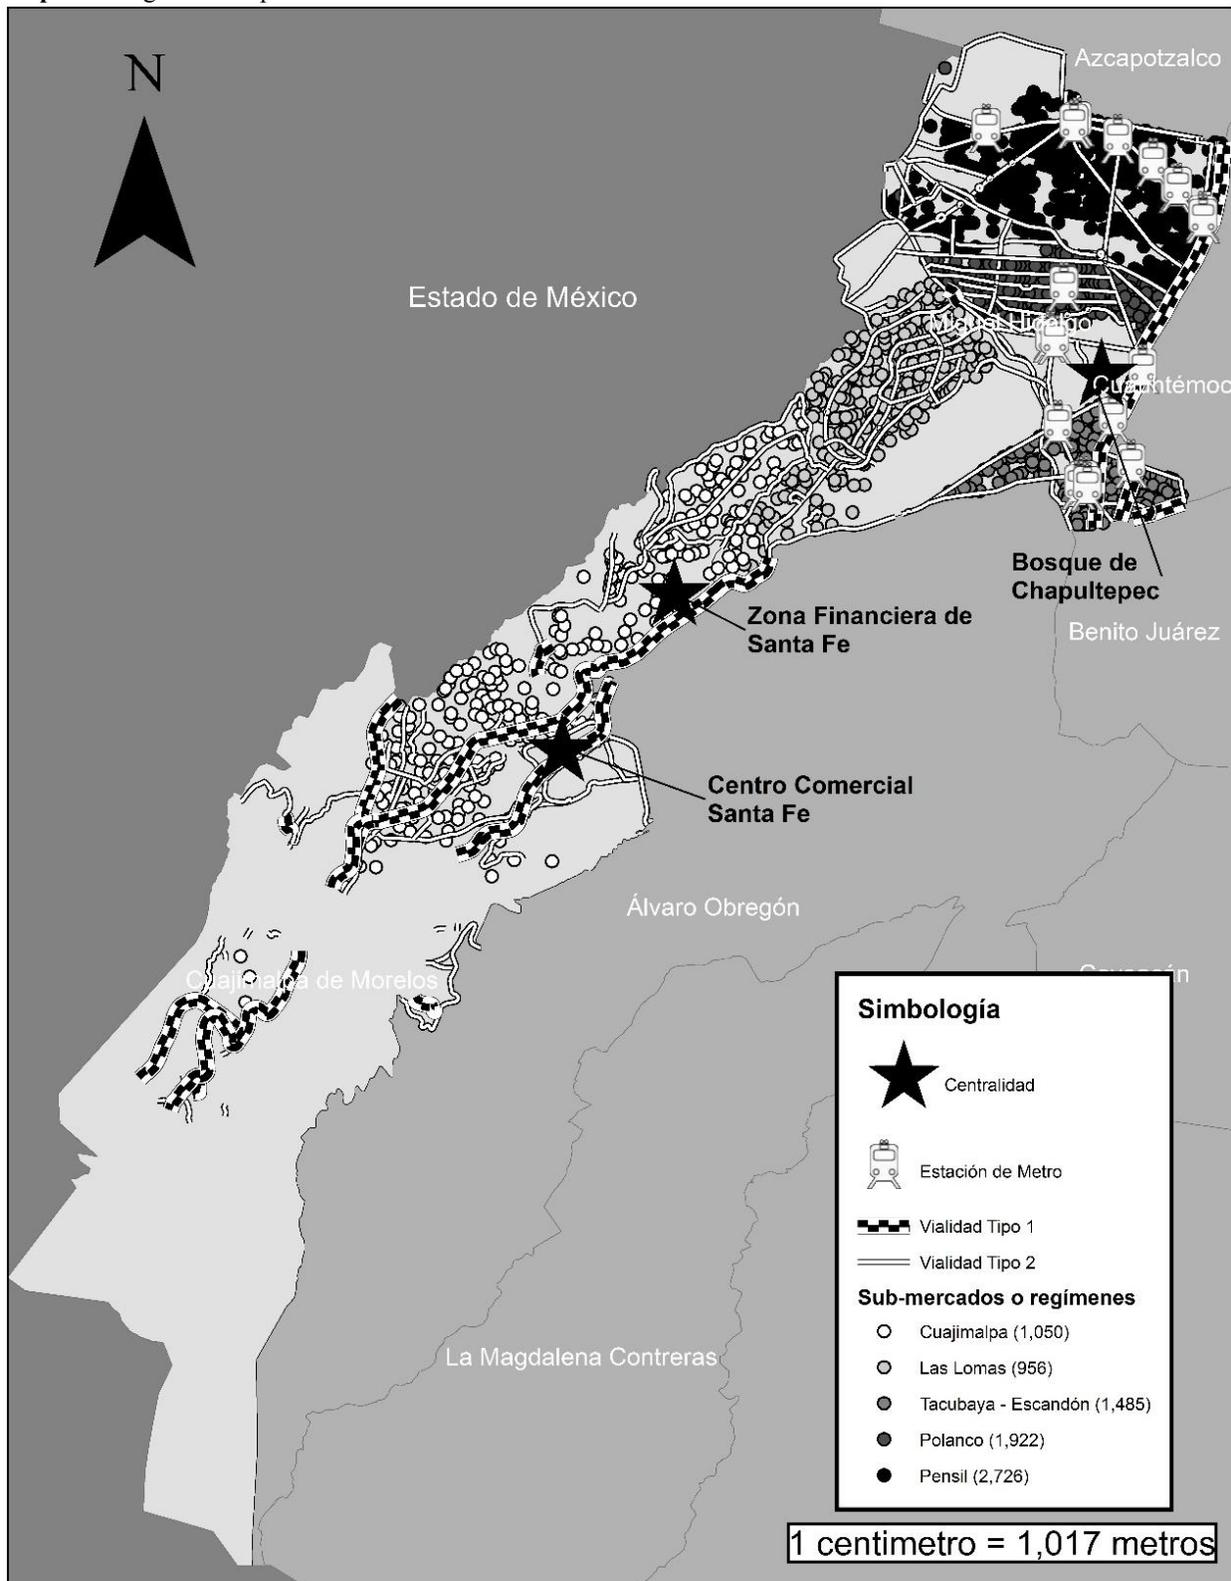 N
Azcapotzalco
Estado de México
Miguel Hidalgo
Cuauhtémoc
Bosque de
Chapultepec
Benito Juárez
Zona Financiera de
Santa Fe
Centro Comercial
Santa Fe
Álvaro Obregón
Cuajimalpa de Morelos
La Magdalena Contreras
Simbología
Centralidad
Estación de Metro
Vialidad Tipo 1
Vialidad Tipo 2
Sub-mercados o regímenes
Cuajimalpa (1,050)
Las Lomas (956)
Tacubaya - Escandón (1,485)
Polanco (1,922)
Pensil (2,726)
1 centimetro = 1,017 metros